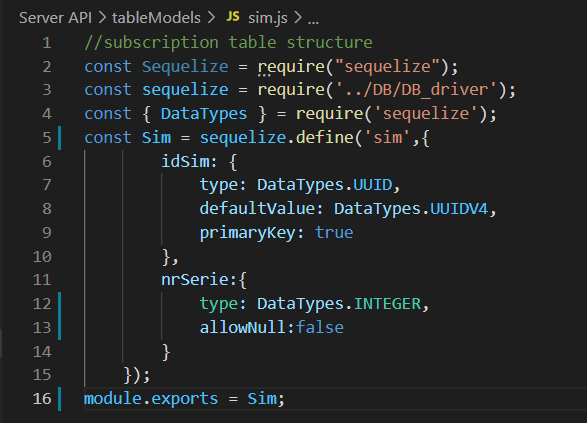 Server API > tableModels > JS sim.js > ...
1 //subscription table structure
2 const Sequelize = require("sequelize");
3 const sequelize = require('../DB/DB_driver');
4 const { DataTypes } = require('sequelize');
5 const Sim = sequelize.define('sim',{
6 idSim: {
7 type: DataTypes.UUID,
8 defaultValue: DataTypes.UUIDV4,
9 primaryKey: true
10 },
11 nrSerie:{
12 type: DataTypes.INTEGER,
13 allowNull:false
14 }
15 });
16 module.exports = Sim;